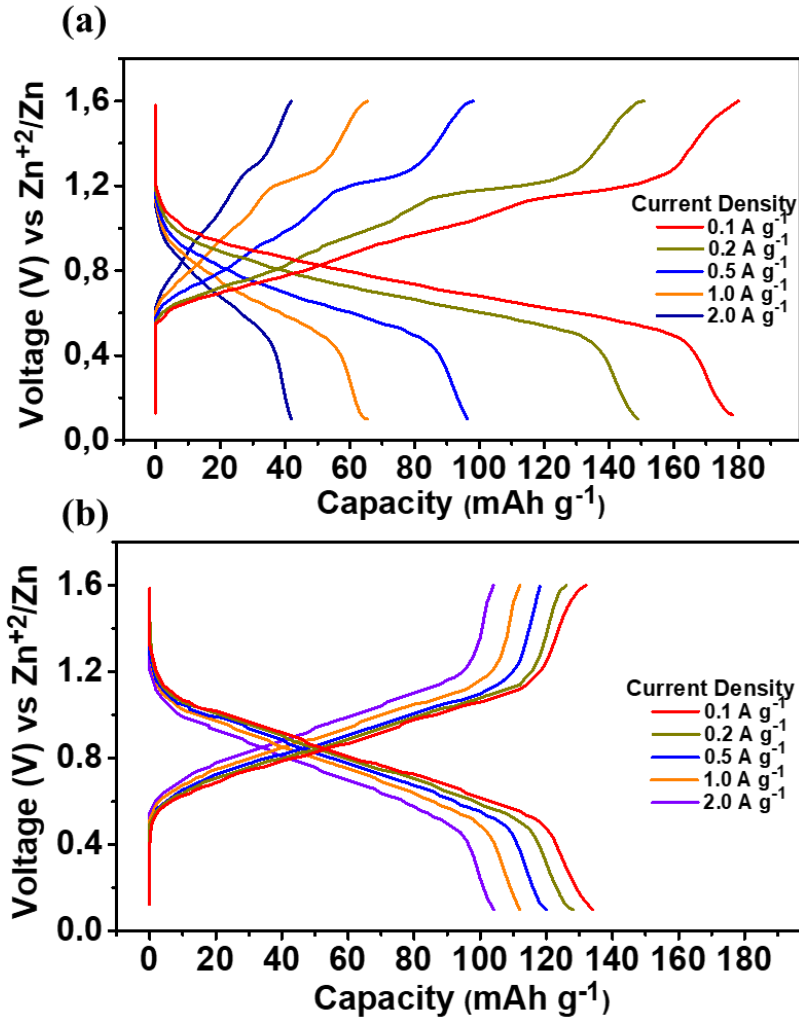 (a)
Voltage (V) vs Zn⁺²/Zn
1,6
1,2
0,8
0,4
0,0
Current Density
0.1 A g⁻¹
0.2 A g⁻¹
0.5 A g⁻¹
1.0 A g⁻¹
2.0 A g⁻¹
0 20 40 60 80 100 120 140 160 180
Capacity (mAh g⁻¹)
(b)
Voltage (V) vs Zn⁺²/Zn
1.6
1.2
0.8
0.4
0.0
Current Density
0.1 A g⁻¹
0.2 A g⁻¹
0.5 A g⁻¹
1.0 A g⁻¹
2.0 A g⁻¹
0 20 40 60 80 100 120 140 160 180
Capacity (mAh g⁻¹)